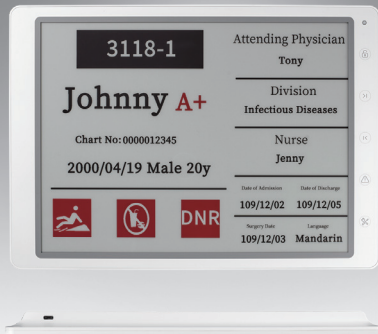 3118-1
Johnny A+
Chart No: 0000012345
2000/04/19 Male 20y
DNR
Attending Physician
Tony
Division
Infectious Diseases
Nurse
Jenny
Date of Admission Date of Discharge
109/12/02 109/12/05
Surgery Date Language
109/12/03 Mandarin